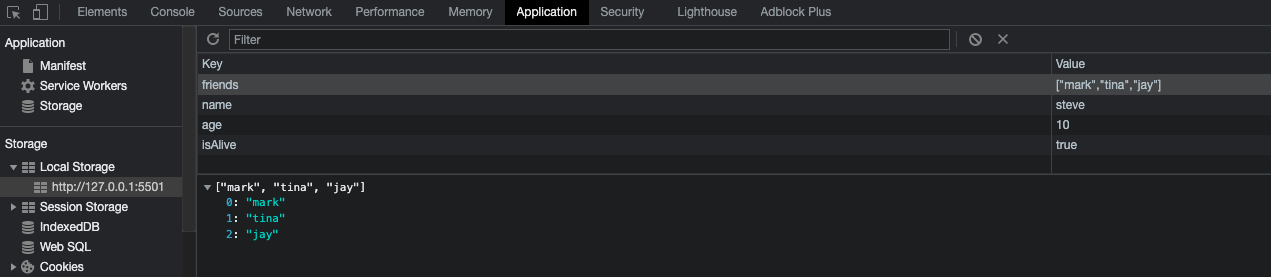 Elements Console Sources Network Performance Memory Application Security Lighthouse Adblock Plus
Application
Manifest
Service Workers
Storage
Storage
Local Storage
http://127.0.0.1:5501
Session Storage
IndexedDB
Web SQL
Cookies
Filter
Key Value
friends ["mark","tina","jay"]
name steve
age 10
isAlive true
["mark", "tina", "jay"]
0: "mark"
1: "tina"
2: "jay"